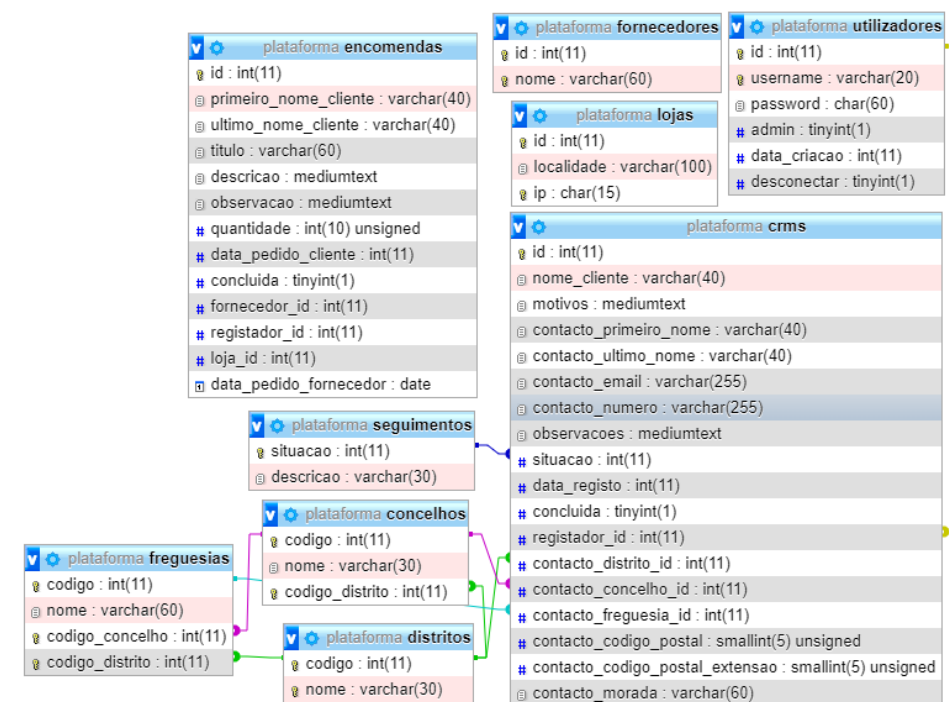 plataforma encomendas
id : int(11)
primeiro_nome_cliente : varchar(40)
ultimo_nome_cliente : varchar(40)
titulo : varchar(60)
descricao : mediumtext
observacao : mediumtext
# quantidade : int(10) unsigned
# data_pedido_cliente : int(11)
# concluida : tinyint(1)
# fornecedor_id : int(11)
# registador_id : int(11)
# loja_id : int(11)
data_pedido_fornecedor : date
plataforma fornecedores
id : int(11)
nome : varchar(60)
plataforma utilizadores
id : int(11)
username : varchar(20)
password : char(60)
# admin : tinyint(1)
# data_criacao : int(11)
# desconectar : tinyint(1)
plataforma lojas
id : int(11)
localidade : varchar(100)
ip : char(15)
plataforma crms
id : int(11)
nome_cliente : varchar(40)
motivos : mediumtext
contacto_primeiro_nome : varchar(40)
contacto_ultimo_nome : varchar(40)
contacto_email : varchar(255)
contacto_numero : varchar(255)
observacoes : mediumtext
# situacao : int(11)
# data_registo : int(11)
# concluida : tinyint(1)
# registador_id : int(11)
# contacto_distrito_id : int(11)
# contacto_concelho_id : int(11)
# contacto_freguesia_id : int(11)
# contacto_codigo_postal : smallint(5) unsigned
# contacto_codigo_postal_extensao : smallint(5) unsigned
contacto_morada : varchar(60)
plataforma seguimentos
situacao : int(11)
descricao : varchar(30)
plataforma concelhos
codigo : int(11)
nome : varchar(30)
codigo_distrito : int(11)
plataforma freguesias
codigo : int(11)
nome : varchar(60)
codigo_concelho : int(11)
codigo_distrito : int(11)
plataforma distritos
codigo : int(11)
nome : varchar(30)